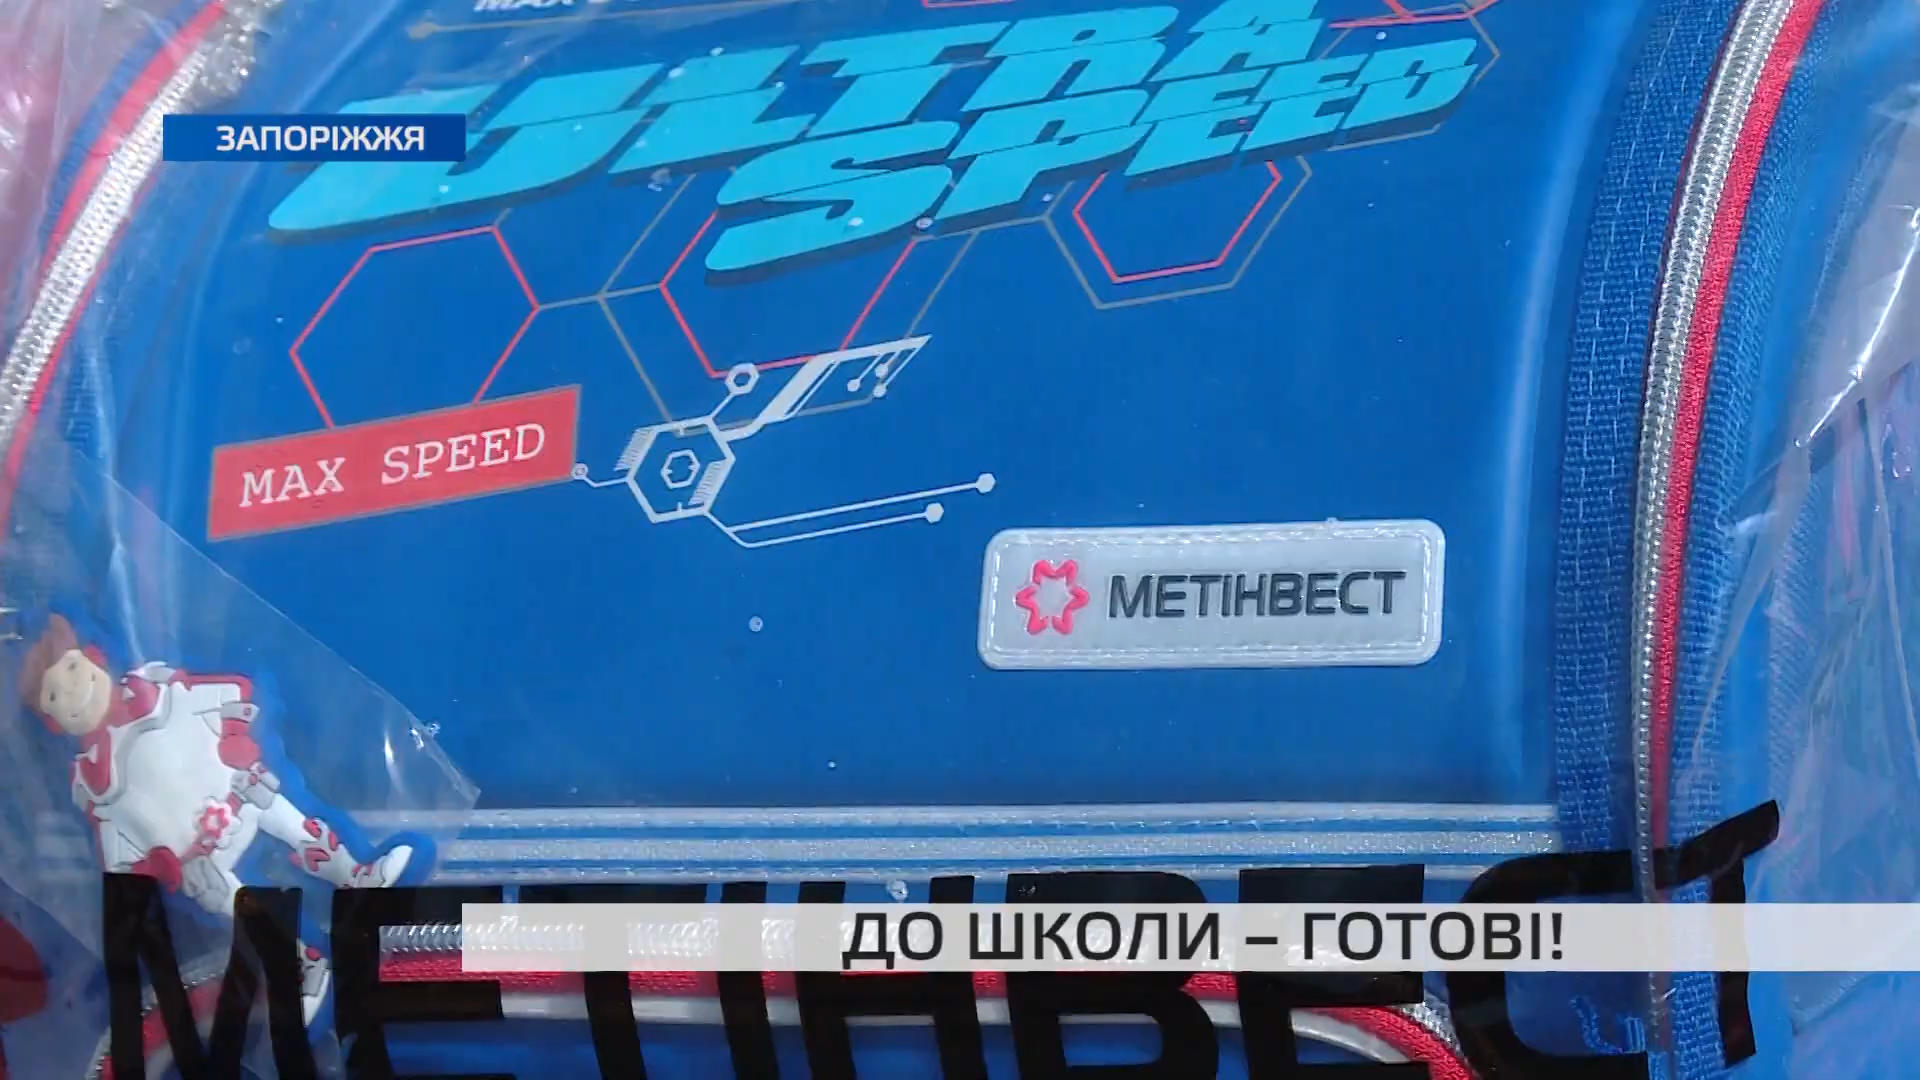 ULTRA
SPEED
ЗАПОРІЖЖЯ
MAX SPEED
МЕТІНВЕСТ
МЕТІНВЕСТ
ДО ШКОЛИ – ГОТОВІ!